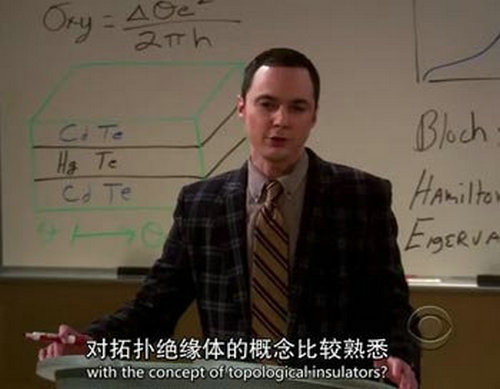 σxy = Δθe²
2πh
Cd Te
Hg Te
Cd Te
⊕ ⊖
Bloch
Hamilto
Eigerva
对拓扑绝缘体的概念比较熟悉
with the concept of topological insulators?